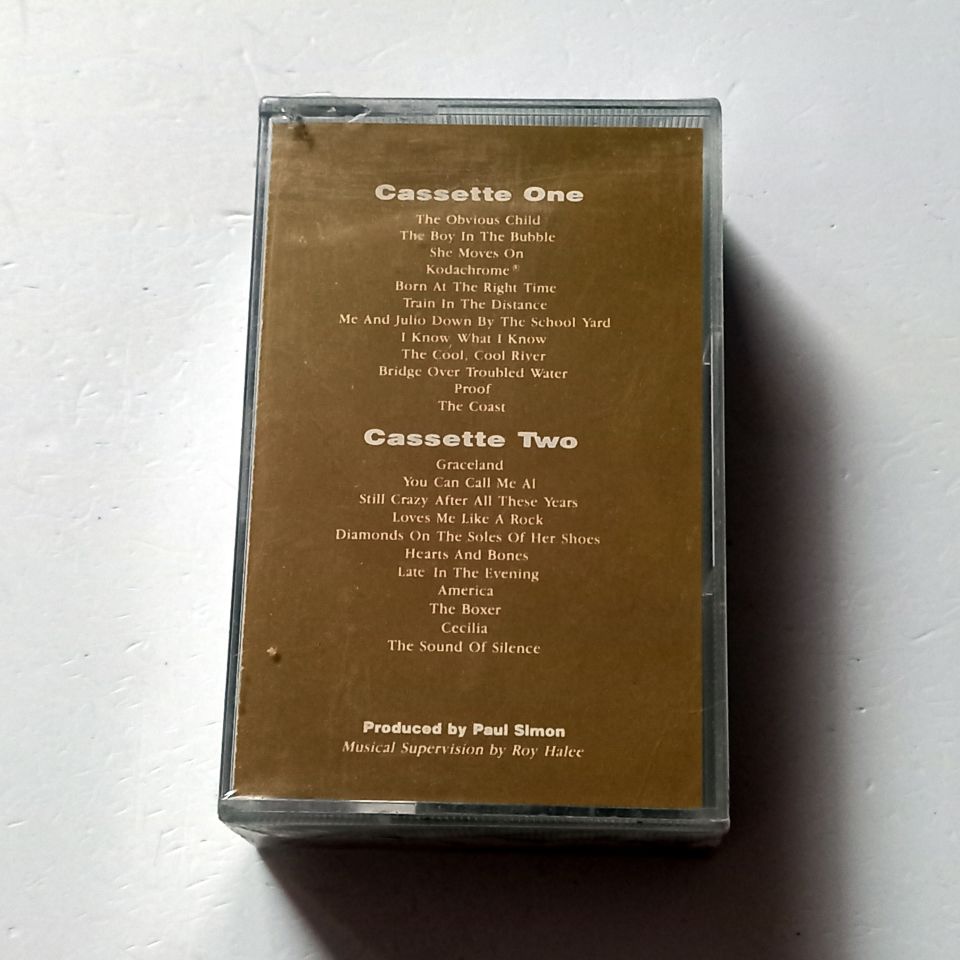 Cassette One
The Obvious Child
The Boy In The Bubble
She Moves On
Kodachrome®
Born At The Right Time
Train In The Distance
Me And Julio Down By The School Yard
I Know What I Know
The Cool, Cool River
Bridge Over Troubled Water
Proof
The Coast
Cassette Two
Graceland
You Can Call Me Al
Still Crazy After All These Years
Loves Me Like A Rock
Diamonds On The Soles Of Her Shoes
Hearts And Bones
Late In The Evening
America
The Boxer
Cecilia
The Sound Of Silence
Produced by Paul Simon
Musical Supervision by Roy Halee